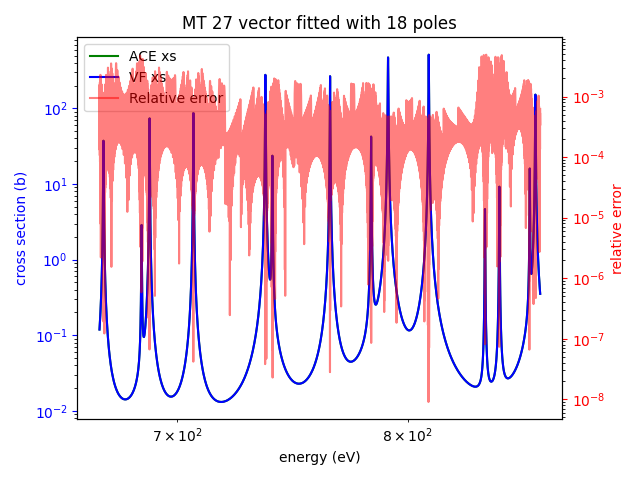 MT 27 vector fitted with 18 poles
ACE xs
VF xs
Relative error
cross section (b)
10²
10¹
10⁰
10⁻¹
10⁻²
10⁻³
10⁻⁴
10⁻⁵
10⁻⁶
10⁻⁷
10⁻⁸
relative error
7 × 10² 8 × 10²
energy (eV)